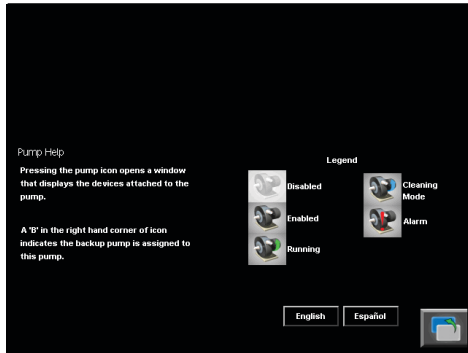 Pump Help
Pressing the pump icon opens a window
that displays the devices attached to the
pump.
A 'B' in the right hand corner of icon
indicates the backup pump is assigned to
this pump.
Legend
Disabled
Enabled
Running
Cleaning
Mode
Alarm
English
Español